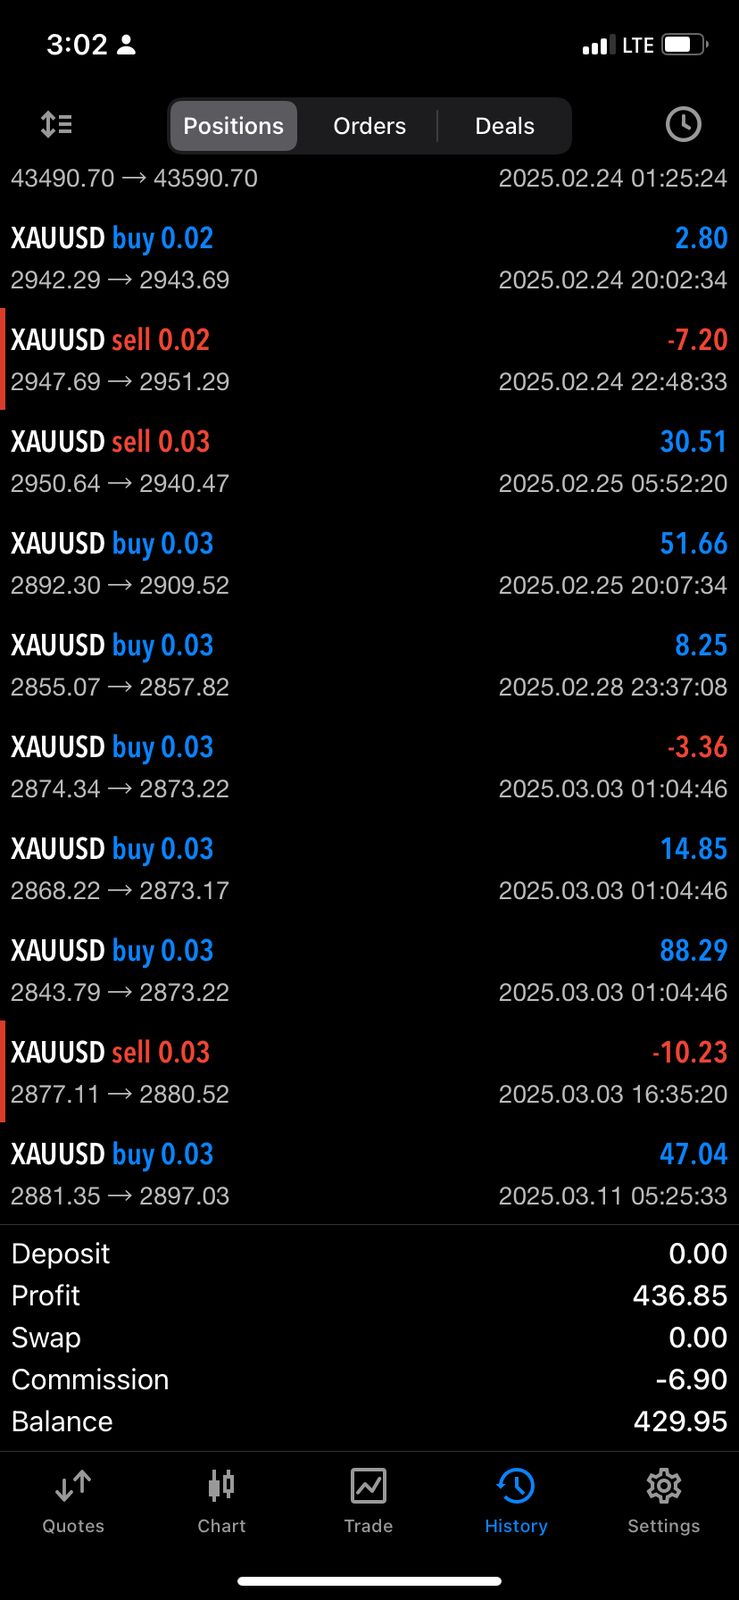 3:02 LTE
Positions Orders Deals
43490.70 → 43590.70 2025.02.24 01:25:24
XAUUSD buy 0.02 2.80
2942.29 → 2943.69 2025.02.24 20:02:34
XAUUSD sell 0.02 -7.20
2947.69 → 2951.29 2025.02.24 22:48:33
XAUUSD sell 0.03 30.51
2950.64 → 2940.47 2025.02.25 05:52:20
XAUUSD buy 0.03 51.66
2892.30 → 2909.52 2025.02.25 20:07:34
XAUUSD buy 0.03 8.25
2855.07 → 2857.82 2025.02.28 23:37:08
XAUUSD buy 0.03 -3.36
2874.34 → 2873.22 2025.03.03 01:04:46
XAUUSD buy 0.03 14.85
2868.22 → 2873.17 2025.03.03 01:04:46
XAUUSD buy 0.03 88.29
2843.79 → 2873.22 2025.03.03 01:04:46
XAUUSD sell 0.03 -10.23
2877.11 → 2880.52 2025.03.03 16:35:20
XAUUSD buy 0.03 47.04
2881.35 → 2897.03 2025.03.11 05:25:33
Deposit 0.00
Profit 436.85
Swap 0.00
Commission -6.90
Balance 429.95
Quotes Chart Trade History Settings